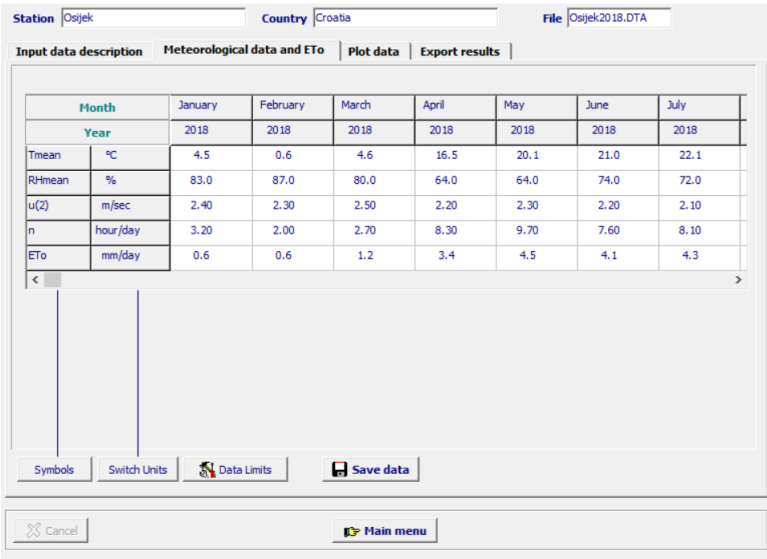 Station Osijek Country Croatia File Osijek2018.DTA
Input data description Meteorological data and ETo Plot data Export results
Month January February March April May June July
Year 2018 2018 2018 2018 2018 2018 2018
Tmean °C 4.5 0.6 4.6 16.5 20.1 21.0 22.1
RHmean % 83.0 87.0 80.0 64.0 64.0 74.0 72.0
u(2) m/sec 2.40 2.30 2.50 2.20 2.30 2.20 2.10
n hour/day 3.20 2.00 2.70 8.30 9.70 7.60 8.10
ETo mm/day 0.6 0.6 1.2 3.4 4.5 4.1 4.3
Symbols Switch Units Data Limits Save data
Cancel Main menu